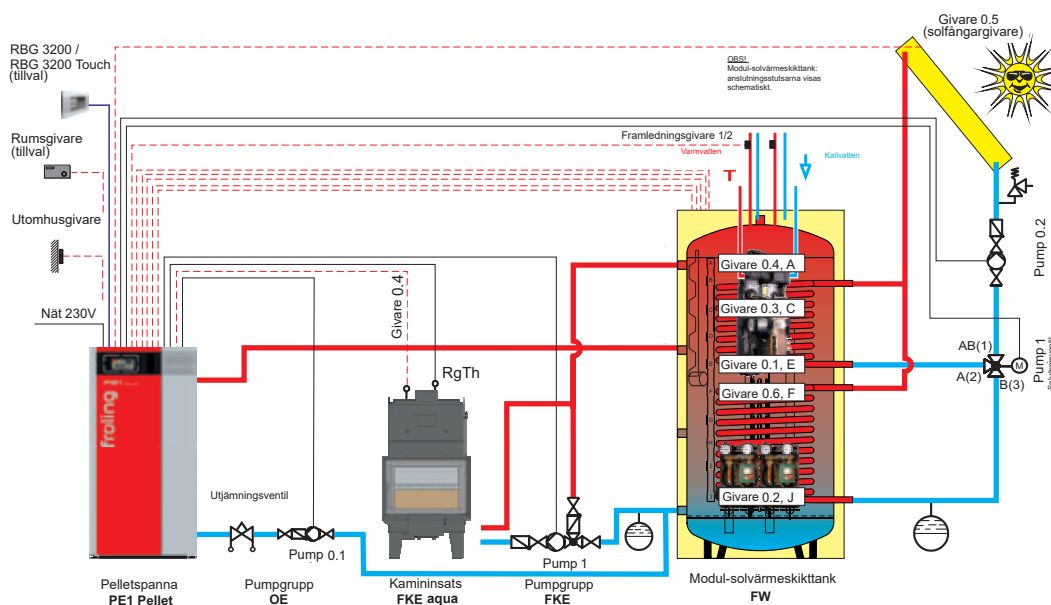 RBG 3200 /
RBG 3200 Touch
(tillval)
Rumsgivare
(tillval)
Utomhusgivare
Nät 230V
OBS!
Modul-solvärmeskikttank:
anslutningsstutsarna visas
schematiskt.
Givare 0.5
(solfångargivare)
Framledningsgivare 1/2
Varmvatten
Kallvatten
Pump 0.2
Givare 0.4
RgTh
Givare 0.4, A
Givare 0.3, C
Givare 0.1, E
Givare 0.6, F
Givare 0.2, J
AB(1)
A(2)
B(3)
M
Pump 1
PE1
froling
Utjämningsventil
Pump 0.1
Pump 1
Pelletspanna
PE1 Pellet
Pumpgrupp
OE
Kamininsats
FKE aqua
Pumpgrupp
FKE
Modul-solvärmeskikttank
FW